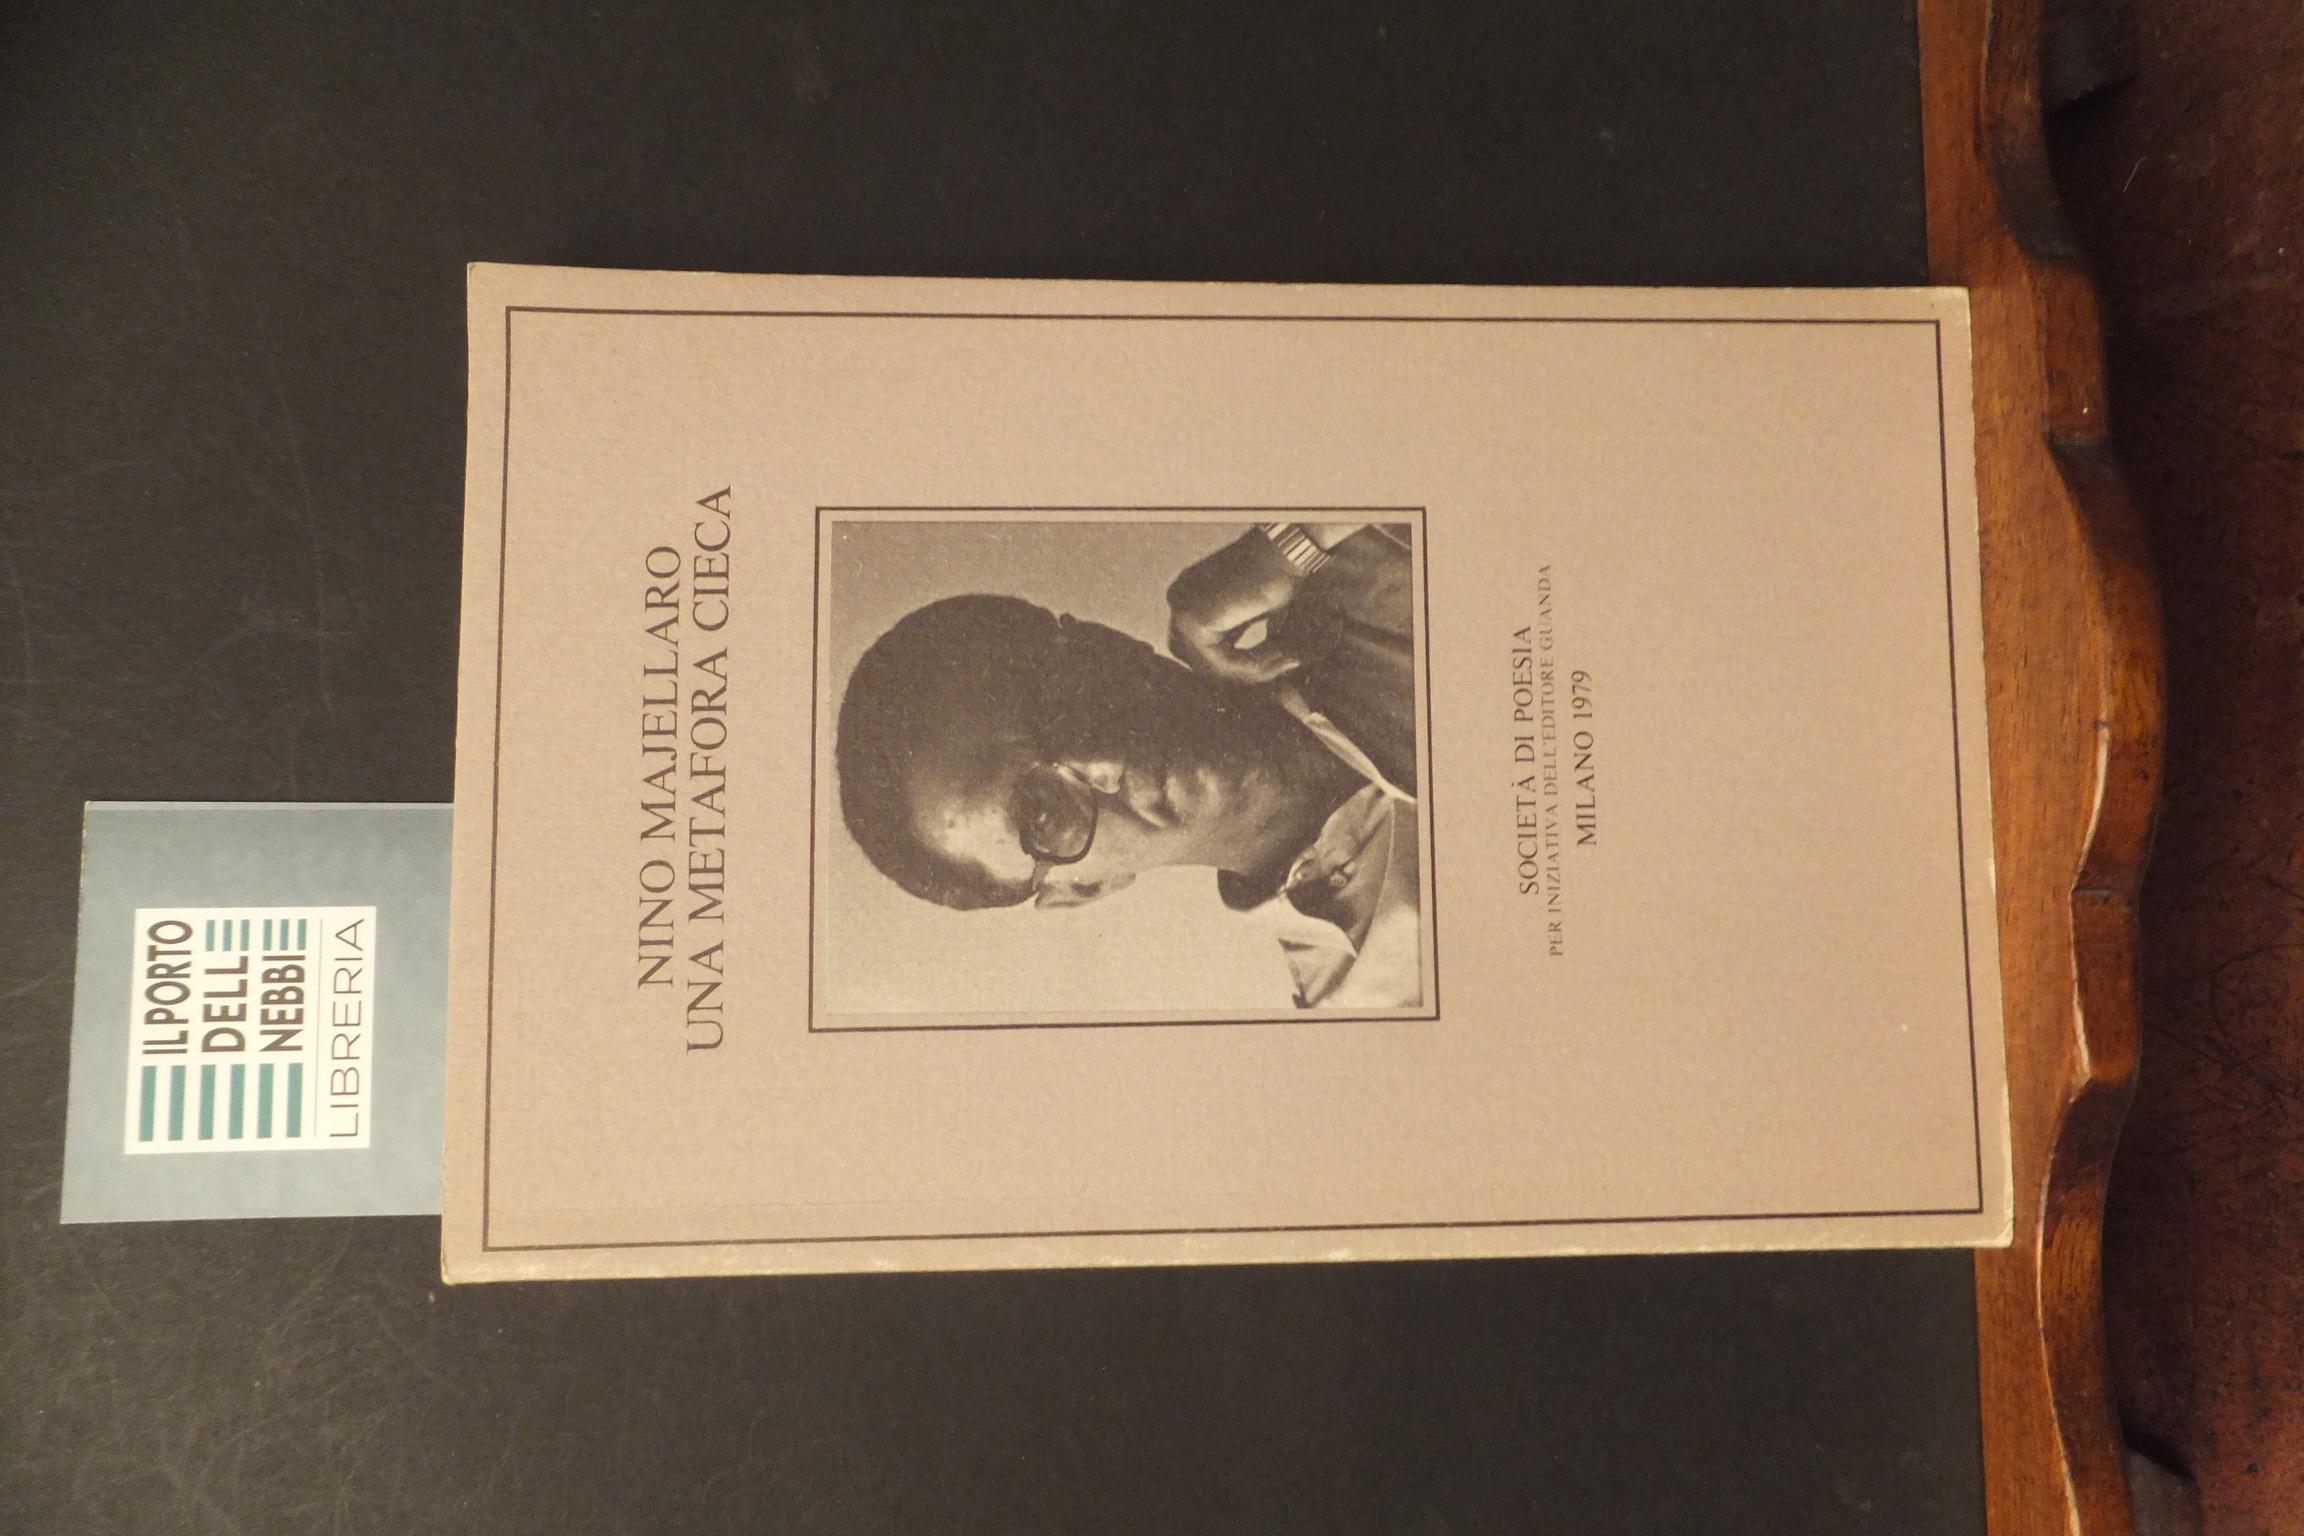 IL PORTO
DELLE
NEBBIE
LIBRERIA
NINO MAJELLARO
UNA METAFORA CIECA
SOCIETÀ DI POESIA
PER INIZIATIVA DELL'EDITORE GUANDA
MILANO 1979